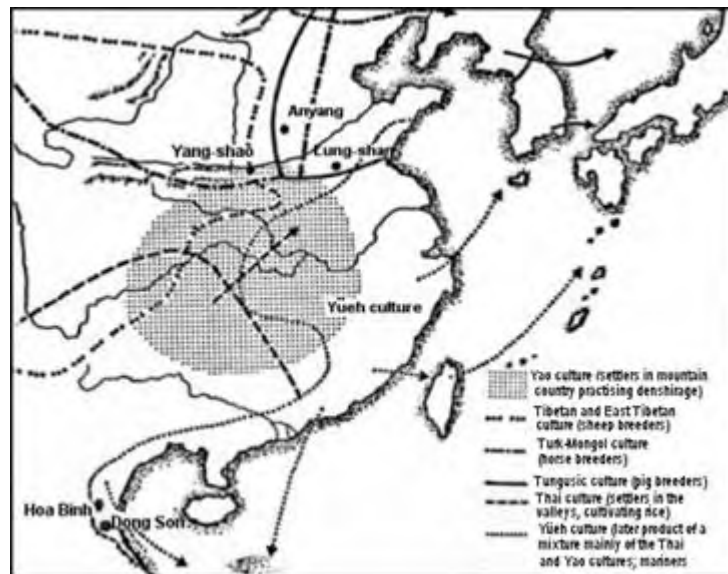 Anyang
Yang-shao
Lung-shan
Yüeh culture
Hoa Binh
Dong Son
Yao culture (settlers in mountain
country practising denshirage)
Tibetan and East Tibetan
culture (sheep breeders)
Turk-Mongol culture
(horse breeders)
Tungusic culture (pig breeders)
Thai culture (settlers in the
valleys, cultivating rice)
Yüeh culture (later product of a
mixture mainly of the Thai
and Yao cultures; mariners